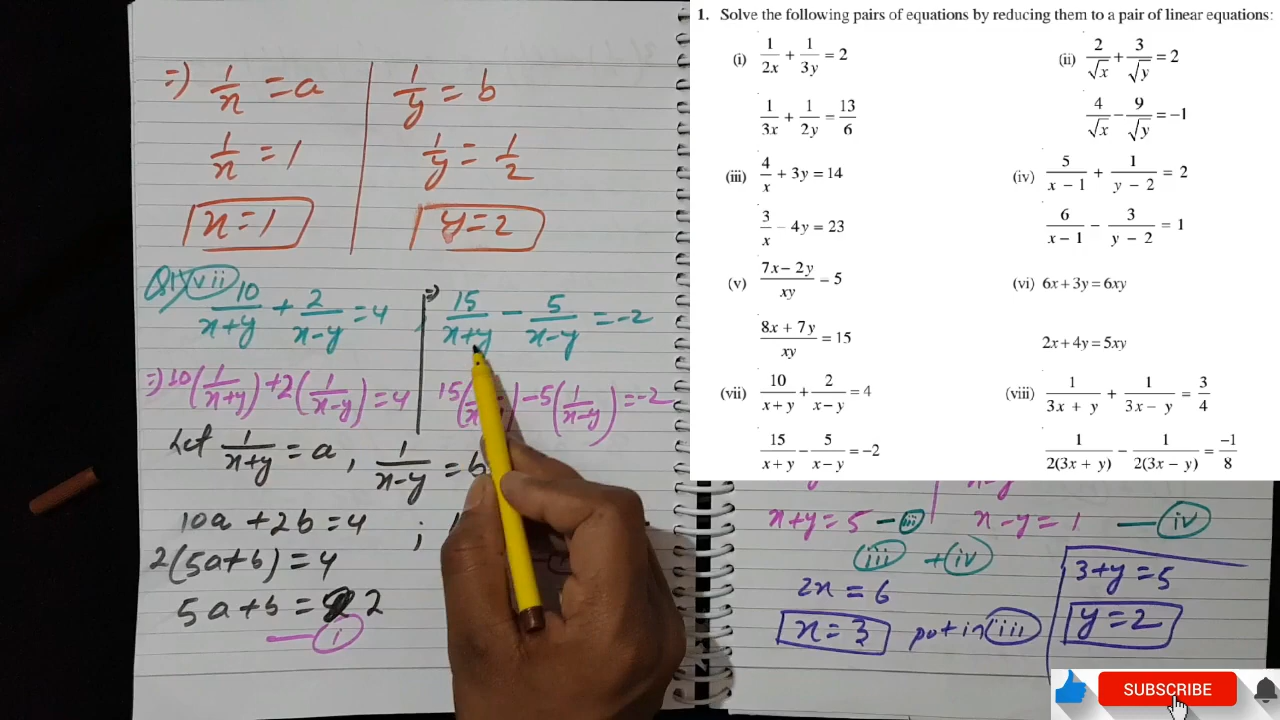 =) 1/x = a
1/y = b
1/x = 1
1/y = 1/2
x = 1
y = 2
Q1 vii
10/x+y + 2/x-y = 4
=) 15/x+y - 5/x-y = -2
=) 10(1/x+y) + 2(1/x-y) = 4
-5(1/x-y) = -2
Let 1/x+y = a, 1/x-y = b
10a + 2b = 4 ;
2(5a+b) = 4
5a + b = 2
— i
1. Solve the following pairs of equations by reducing them to a pair of linear equations:
(i) 1/2x + 1/3y = 2
1/3x + 1/2y = 13/6
(ii) 2/√x + 3/√y = 2
4/√x - 9/√y = -1
(iii) 4/x + 3y = 14
3/x - 4y = 23
(iv) 5/x - 1 + 1/y - 2 = 2
6/x - 1 - 3/y - 2 = 1
(v) 7x - 2y/xy = 5
8x + 7y/xy = 15
(vi) 6x + 3y = 6xy
2x + 4y = 5xy
(vii) 10/x + y + 2/x - y = 4
15/x + y - 5/x - y = -2
(viii) 1/3x + y + 1/3x - y = 3/4
1/2(3x + y) - 1/2(3x - y) = -1/8
x+y = 5 — iii
x-y = 1 — iv
iii + iv
2x = 6
x = 3 put in iii
3+y = 5
y = 2
SUBSCRIBE